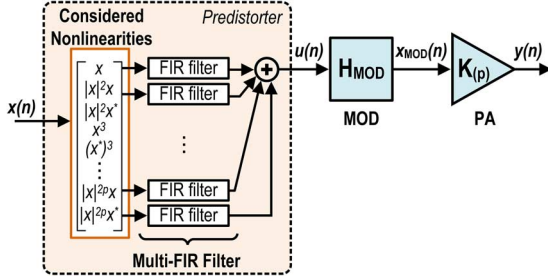 Considered
Nonlinearities
Predistorter
x(n)
x
|x|²x
|x|²x*
x³
(x*)³
⋮
|x|²ᵖx
|x|²ᵖx*
FIR filter
FIR filter
⋮
FIR filter
FIR filter
Multi-FIR Filter
+
u(n)
H_MOD
MOD
x_MOD(n)
K_(p)
PA
y(n)